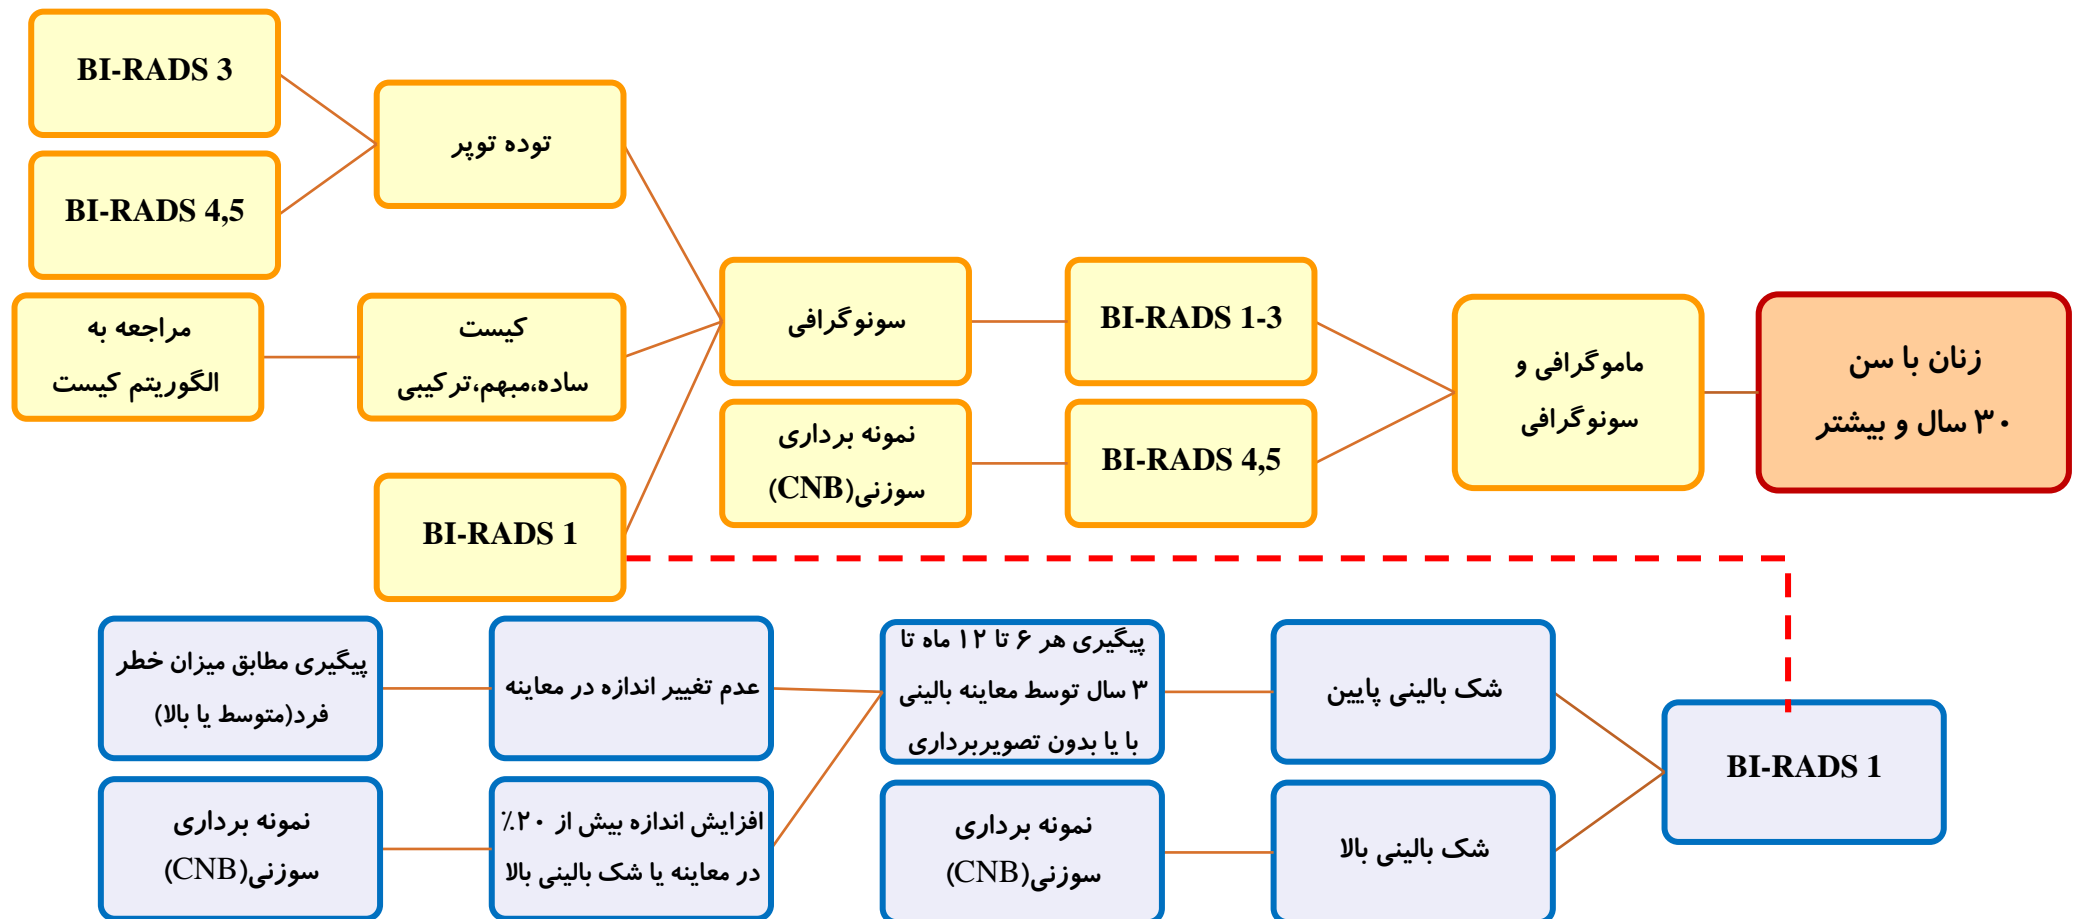 زنان با سن
۳۰ سال و بیشتر
ماموگرافی و
سونوگرافی
BI-RADS 1-3
BI-RADS 4,5
سونوگرافی
نمونه برداری
سوزنی(CNB)
توده توپر
کیست
ساده،مبهم،ترکیبی
BI-RADS 1
BI-RADS 3
BI-RADS 4,5
مراجعه به
الگوریتم کیست
BI-RADS 1
شک بالینی پایین
شک بالینی بالا
پیگیری هر ۶ تا ۱۲ ماه تا
۳ سال توسط معاینه بالینی
با یا بدون تصویربرداری
نمونه برداری
سوزنی(CNB)
عدم تغییر اندازه در معاینه
افزایش اندازه بیش از ۲۰٪
در معاینه یا شک بالینی بالا
پیگیری مطابق میزان خطر
فرد(متوسط یا بالا)
نمونه برداری
سوزنی(CNB)